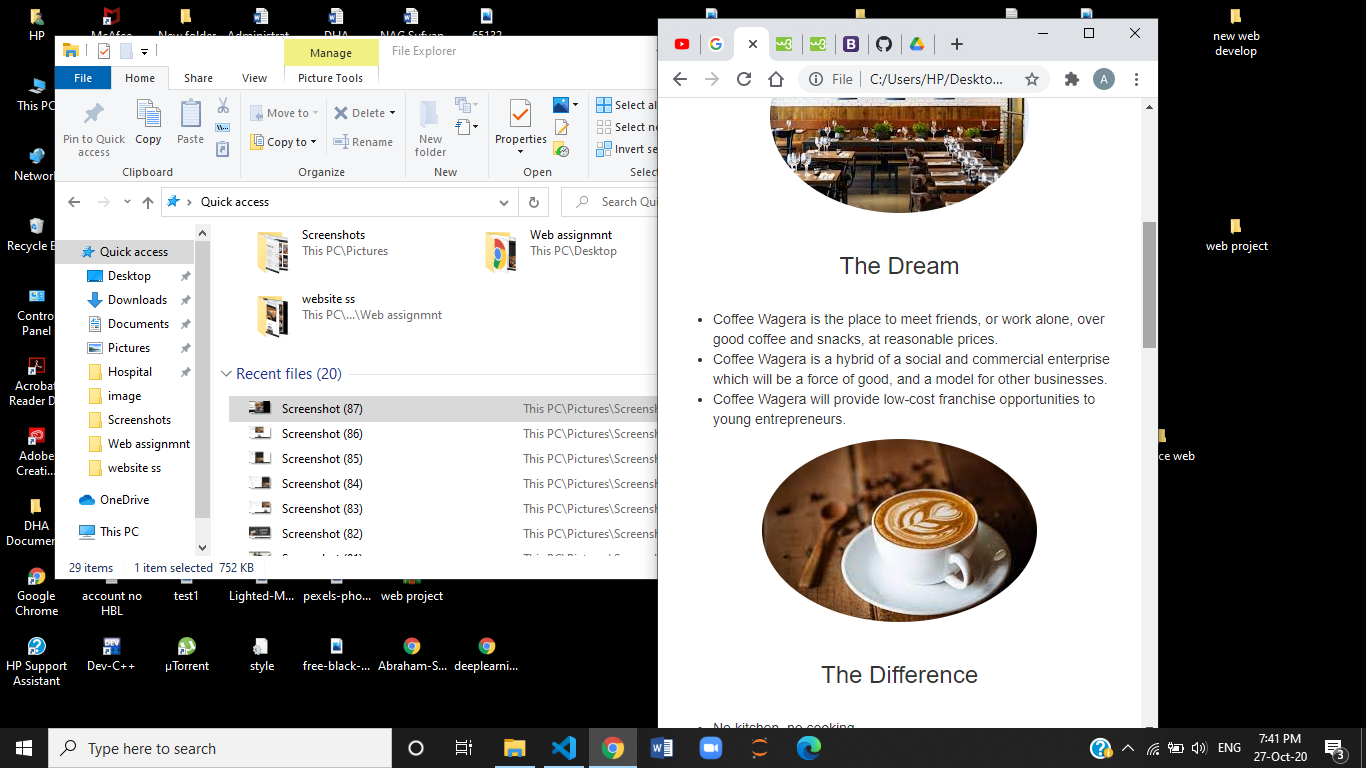 HP
McAfee
New folder
Administrat...
DHA
NAG Sufyan
65132
new web
develop
This PC
Network
Recycle B
Control
Panel
Acrobat
Reader D
Adobe
Creati...
DHA
Documen
web project
ce web
Manage
File Explorer
File
Home
Share
View
Picture Tools
Pin to Quick
access
Copy
Paste
Clipboard
Move to
Copy to
Delete
Rename
Organize
New
folder
New
Properties
Open
Select al
Select no
Invert se
Select
Quick access
Search Qu
Quick access
Desktop
Downloads
Documents
Pictures
Hospital
image
Screenshots
Web assignmnt
website ss
OneDrive
This PC
Screenshots
This PC\Pictures
Web assignmnt
This PC\Desktop
website ss
This PC\...\Web assignmnt
Recent files (20)
Screenshot (87) This PC\Pictures\Screensh
Screenshot (86) This PC\Pictures\Screensh
Screenshot (85) This PC\Pictures\Screensh
Screenshot (84) This PC\Pictures\Screensh
Screenshot (83) This PC\Pictures\Screensh
Screenshot (82) This PC\Pictures\Screensh
Screenshot (81) This PC\Pictures\Screensh
29 items 1 item selected 752 KB
File C:/Users/HP/Deskto...
A
The Dream
Coffee Wagera is the place to meet friends, or work alone, over
good coffee and snacks, at reasonable prices.
Coffee Wagera is a hybrid of a social and commercial enterprise
which will be a force of good, and a model for other businesses.
Coffee Wagera will provide low-cost franchise opportunities to
young entrepreneurs.
The Difference
No kitchen, no cooking
Google
Chrome
account no
HBL
test1
Lighted-M...
pexels-pho...
web project
HP Support
Assistant
Dev-C++
µTorrent
style
free-black-...
Abraham-S...
deeplearni...
Type here to search
ENG
7:41 PM
27-Oct-20
3